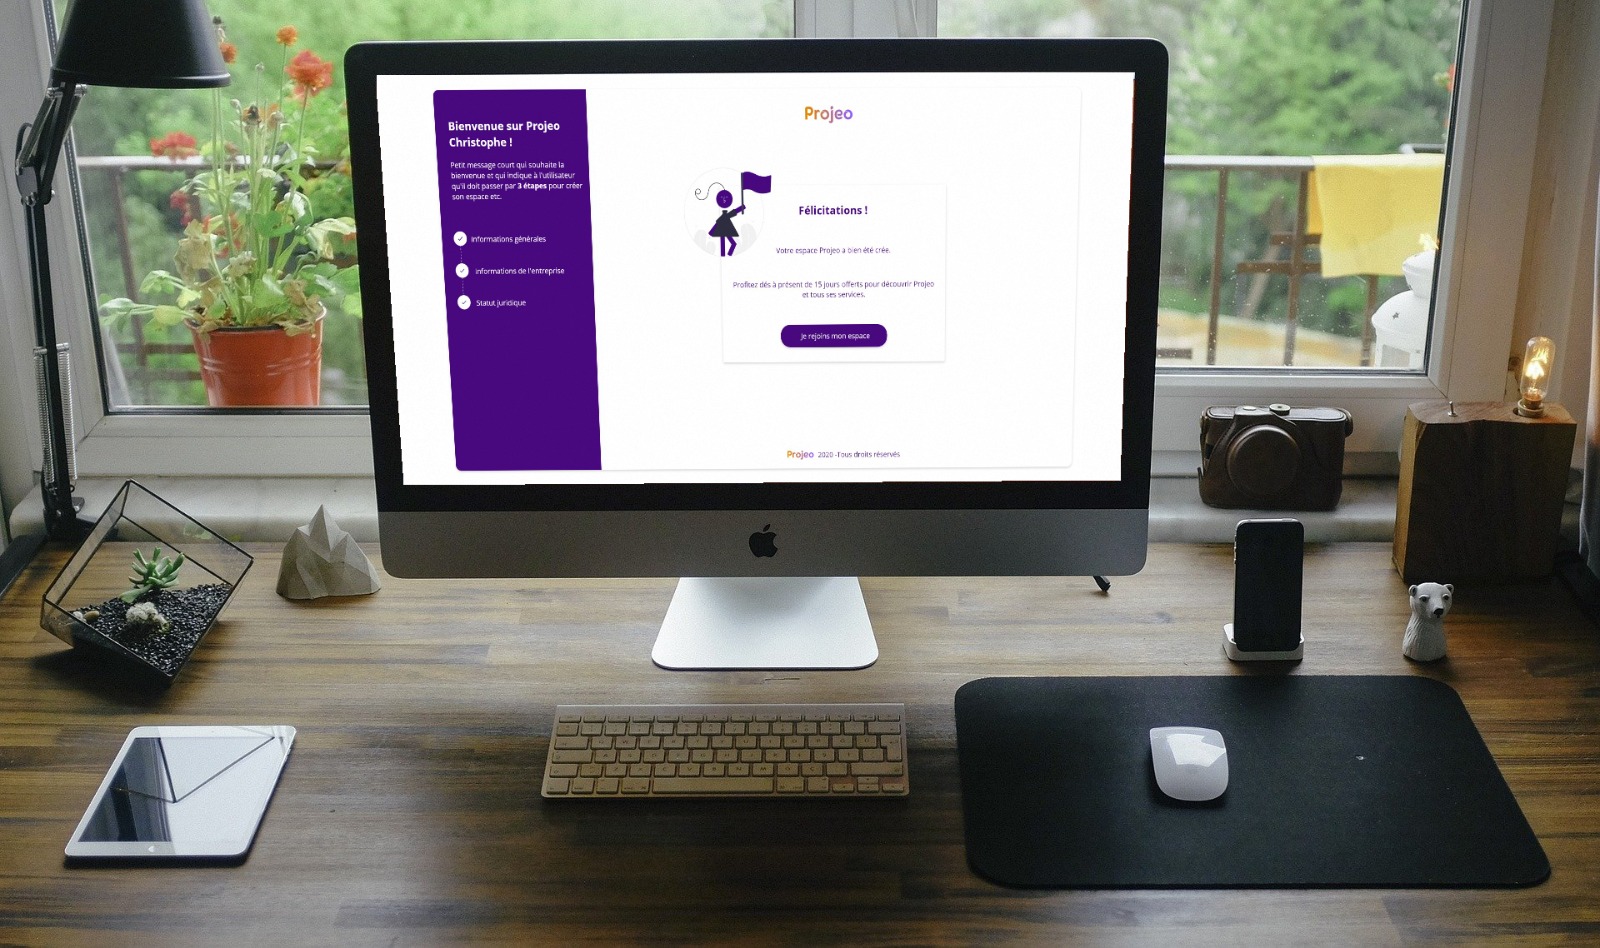 Bienvenue sur Projeo
Christophe !
Petit message court qui souhaite la
bienvenue et qui indique à l'utilisateur
qu'il doit passer par 3 étapes pour créer
son espace etc.
Informations générales
informations de l'entreprise
Statut juridique
Projeo
Félicitations !
Votre espace Projeo a bien été crée.
Profitez dés à présent de 15 jours offerts pour découvrir Projeo
et tous ses services.
Je rejoins mon espace
Projeo 2020 -Tous droits réservés